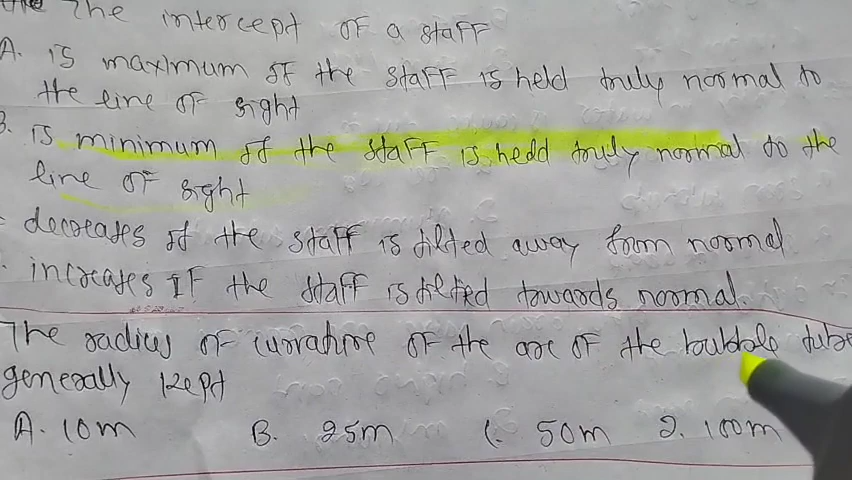 The intercept of a staff
A. is maximum if the staff is held truly normal to
the line of sight
B. is minimum if the staff is held truly normal to the
line of sight
decreases if the staff is tilted away from normal
increases IF the staff is tilted towards normal.
The radius of curvature of the arc of the bubble tube
generally kept
A. 10m B. 25m C. 50m D. 100m